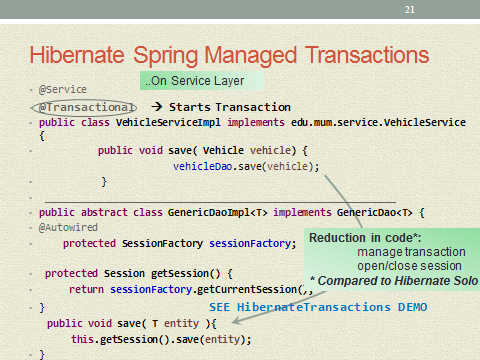 21
Hibernate Spring Managed Transactions
@Service
..On Service Layer
@Transactional → Starts Transaction
public class VehicleServiceImpl implements edu.mum.service.VehicleService
{
public void save( Vehicle vehicle) {
vehicleDao.save(vehicle);
}
public abstract class GenericDaoImpl<T> implements GenericDao<T> {
@Autowired
protected SessionFactory sessionFactory;
Reduction in code*:
manage transaction
open/close session
* Compared to Hibernate Solo
protected Session getSession() {
return sessionFactory.getCurrentSession();
}
SEE HibernateTransactions DEMO
public void save( T entity ){
this.getSession().save(entity);
}